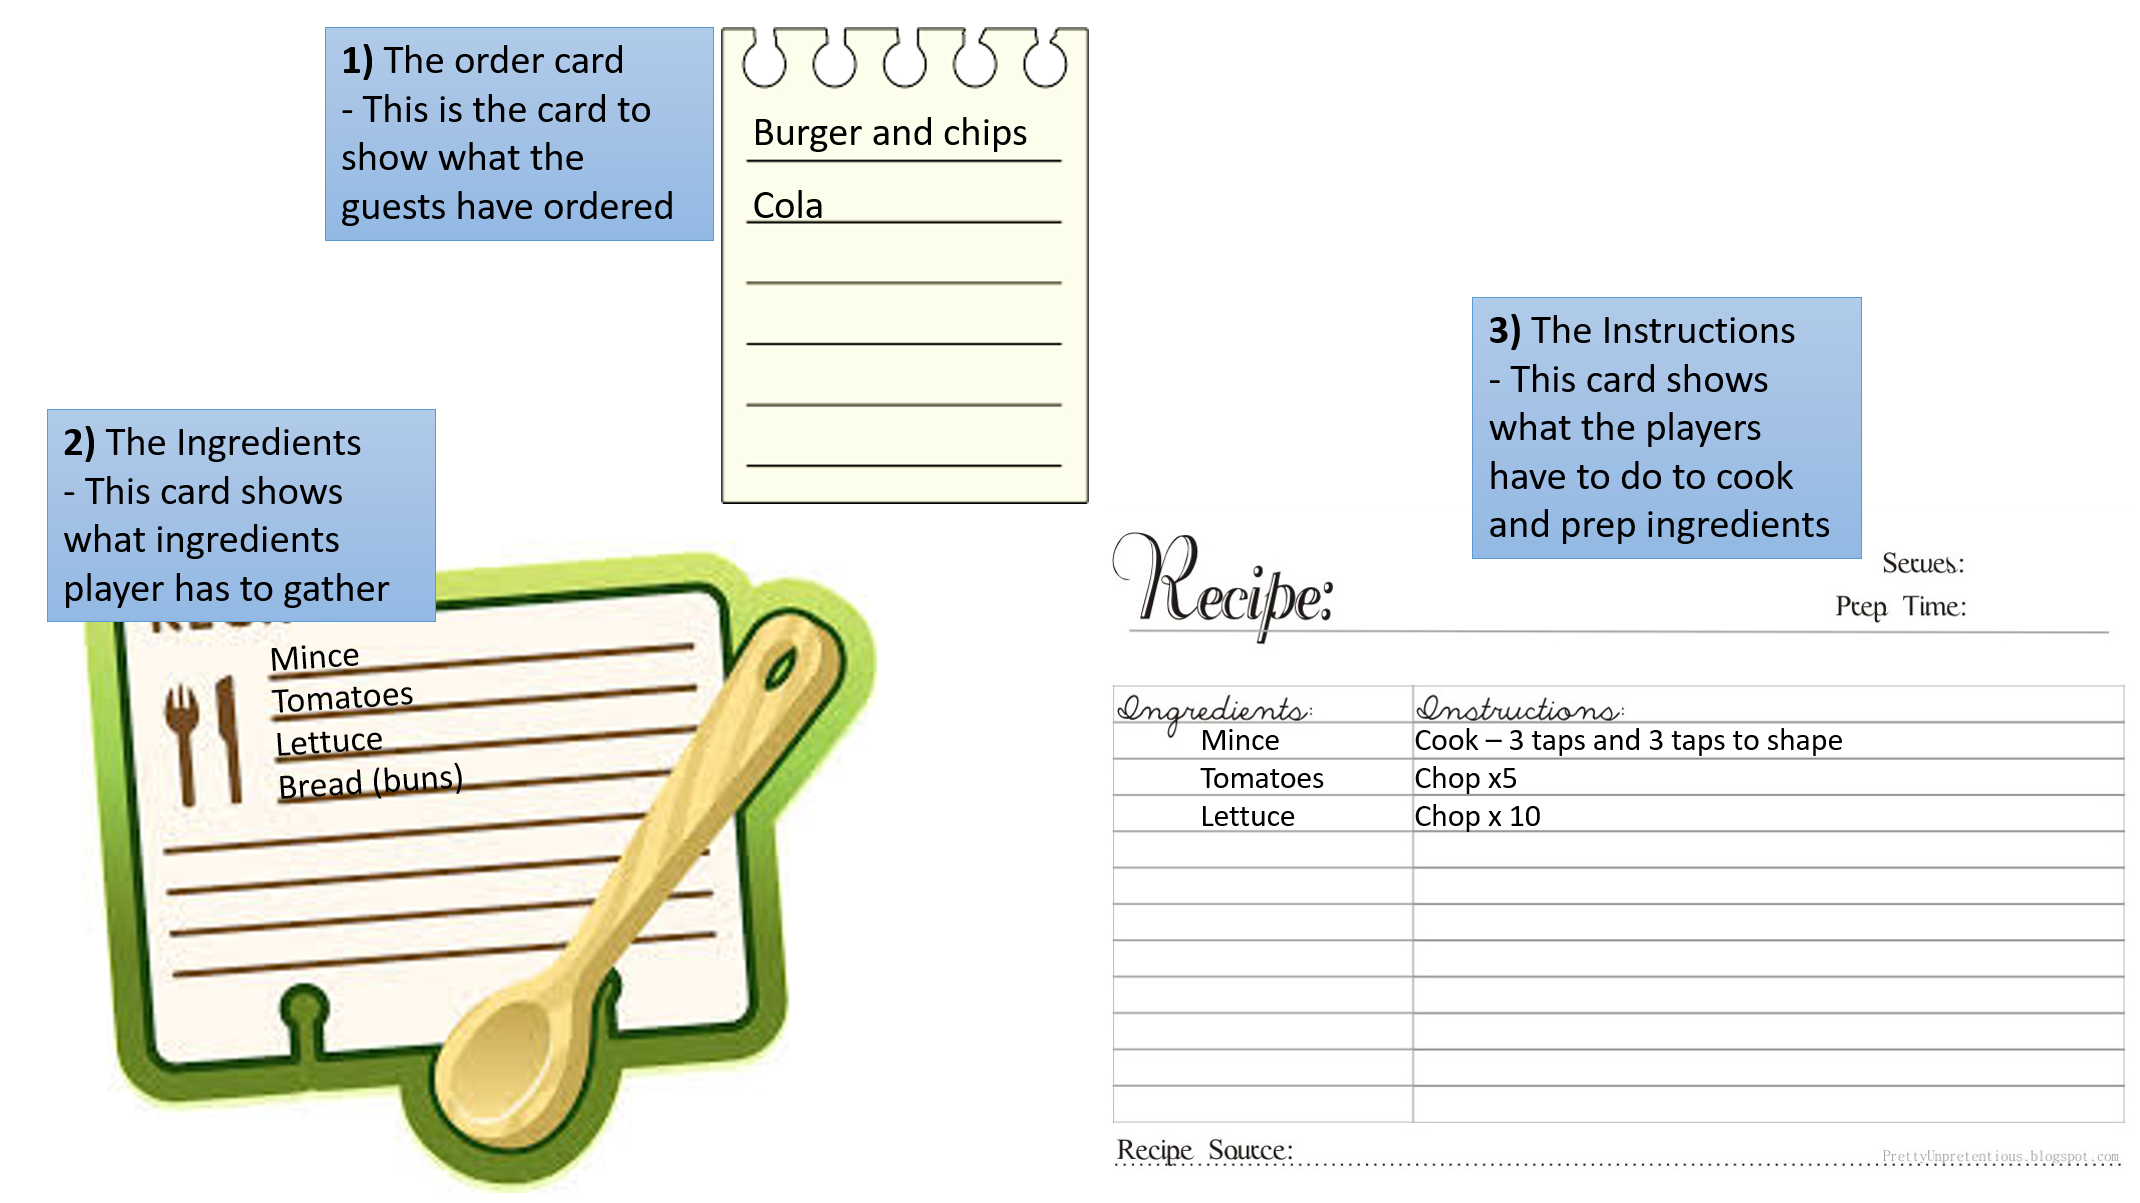 1) The order card
- This is the card to
show what the
guests have ordered
Burger and chips
Cola
2) The Ingredients
- This card shows
what ingredients
player has to gather
Mince
Tomatoes
Lettuce
Bread (buns)
3) The Instructions
- This card shows
what the players
have to do to cook
and prep ingredients
Recipe:
Serves:
Prep Time:
Ingredients: Instructions:
Mince Cook – 3 taps and 3 taps to shape
Tomatoes Chop x5
Lettuce Chop x 10
Recipe Source:
PrettyUnpretentious.blogspot.com